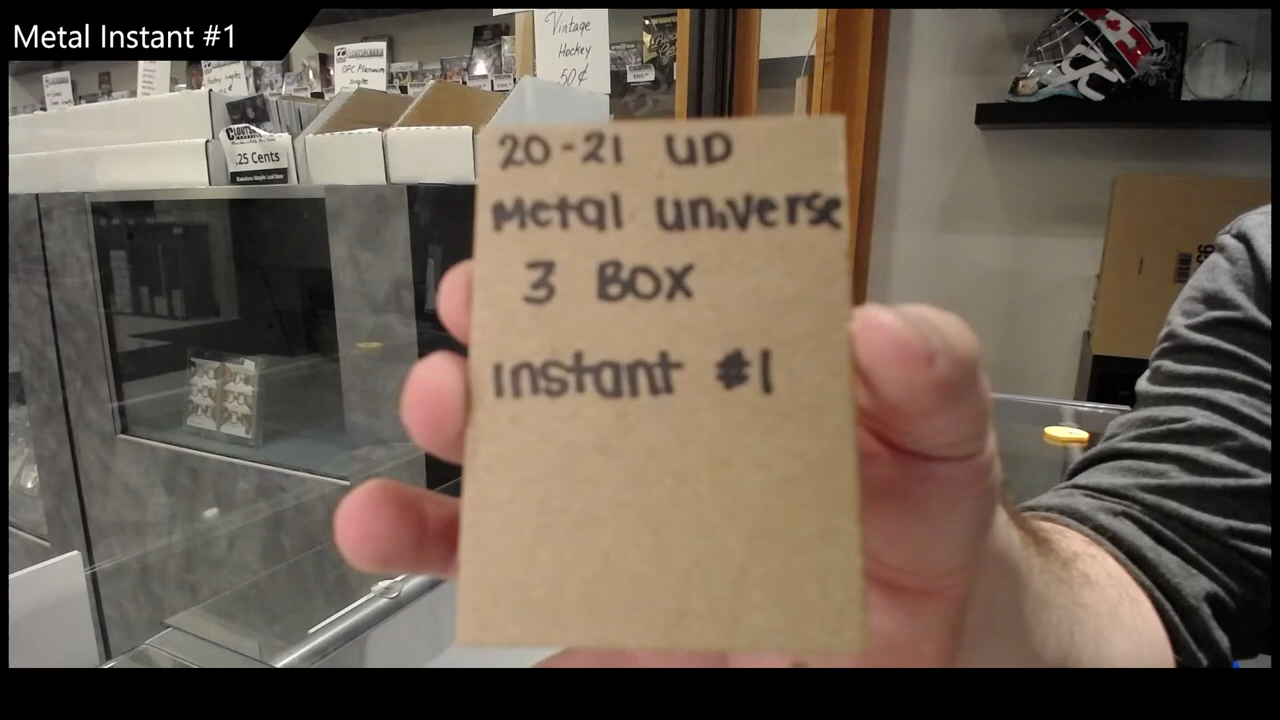 Metal Instant #1
Vintage
Hockey
50¢
OPC Platinum
Singles
.25 Cents
20-21 UD
Metal Universe
3 BOX
Instant #1